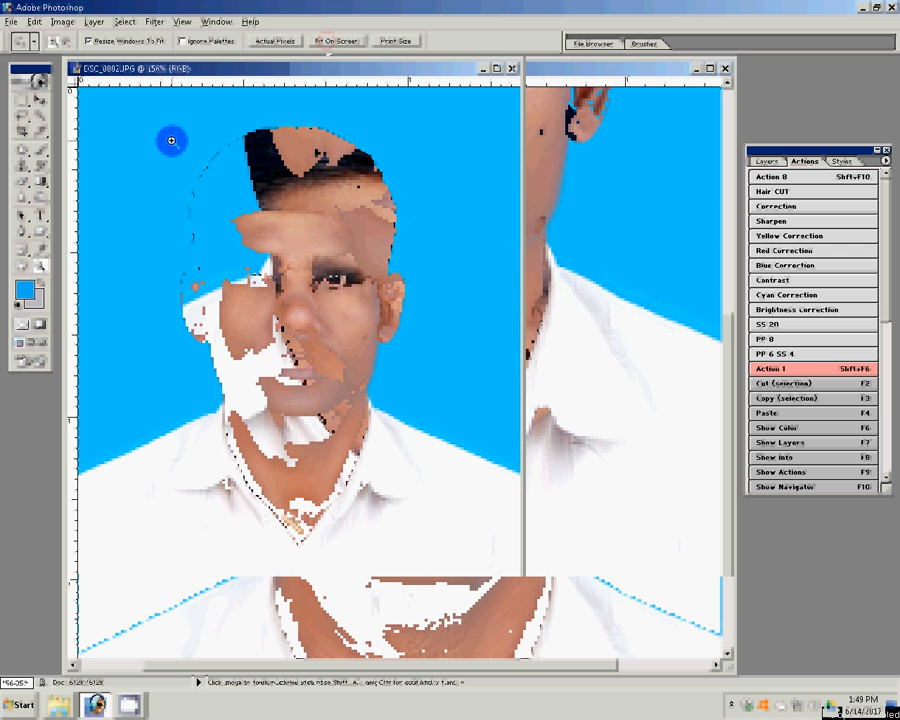 Adobe Photoshop
File Edit Image Layer Select Filter View Window Help
Resize Windows To Fit Ignore Palettes Actual Pixels Fit On Screen Print Size File Browser Brushes
DSC_0002.JPG @ 156% (RGB)
Layers Actions Styles
Action 8 Shft+F10
Hair CUT
Correction
Sharpen
Yellow Correction
Red Correction
Blue Correction
Contrast
Cyan Correction
Brightness correction
SS 20
PP 8
PP 6 SS 4
Action 1 Shft+F6
Cut (selection) F2
Copy (selection) F3
Paste F4
Show Color F6
Show Layers F7
Show Info F8
Show Actions F9
Show Navigator F10
Start
1:49 PM
6/14/2017